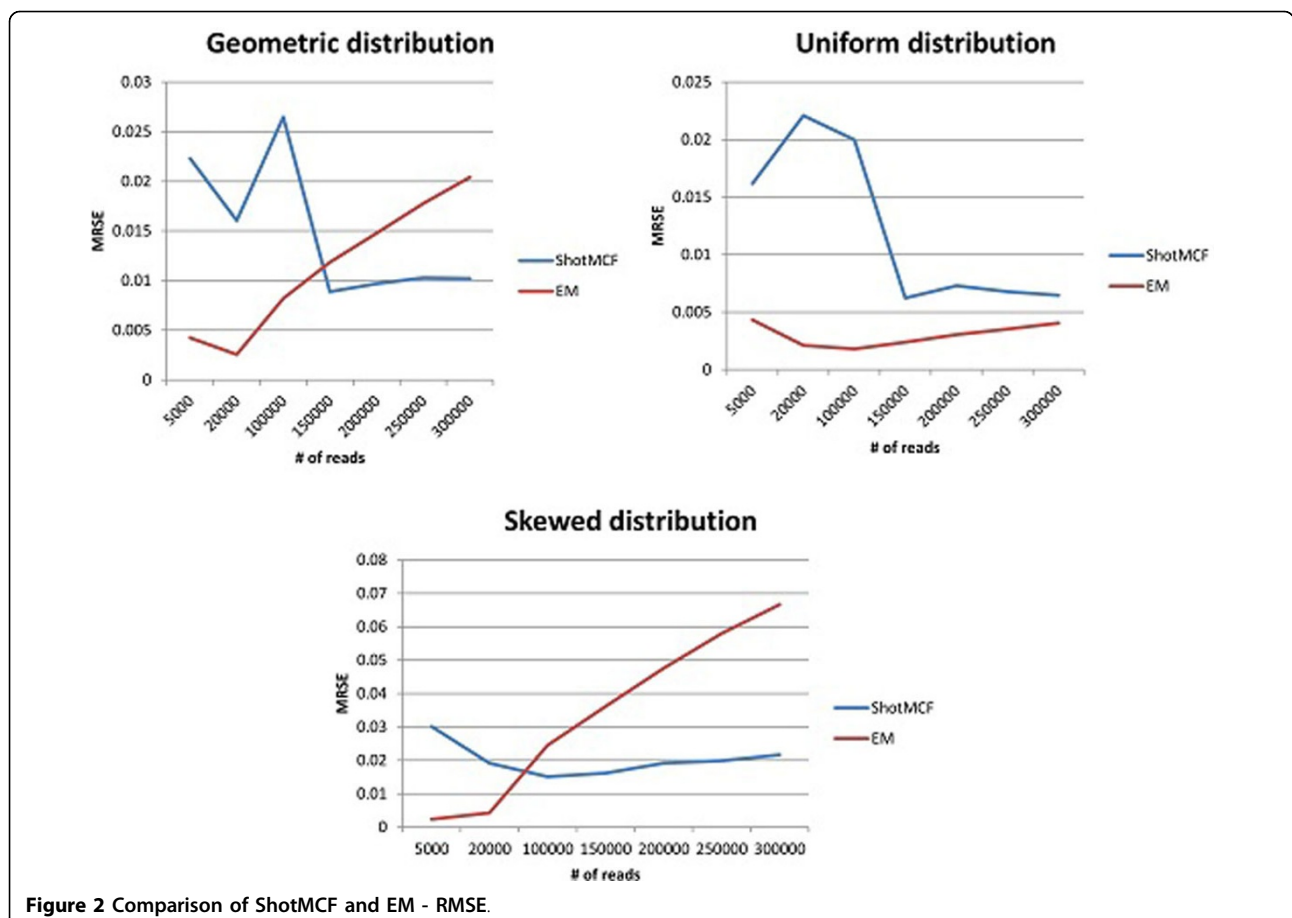 Geometric distribution
0.03
0.025
0.02
0.015
0.01
0.005
0
MRSE
5000
20000
100000
150000
200000
250000
300000
# of reads
ShotMCF
EM
Uniform distribution
0.025
0.02
0.015
0.01
0.005
0
MRSE
5000
20000
100000
150000
200000
250000
300000
# of reads
ShotMCF
EM
Skewed distribution
0.08
0.07
0.06
0.05
0.04
0.03
0.02
0.01
0
MRSE
5000 20000 100000 150000 200000 250000 300000
# of reads
ShotMCF
EM
Figure 2 Comparison of ShotMCF and EM - RMSE.